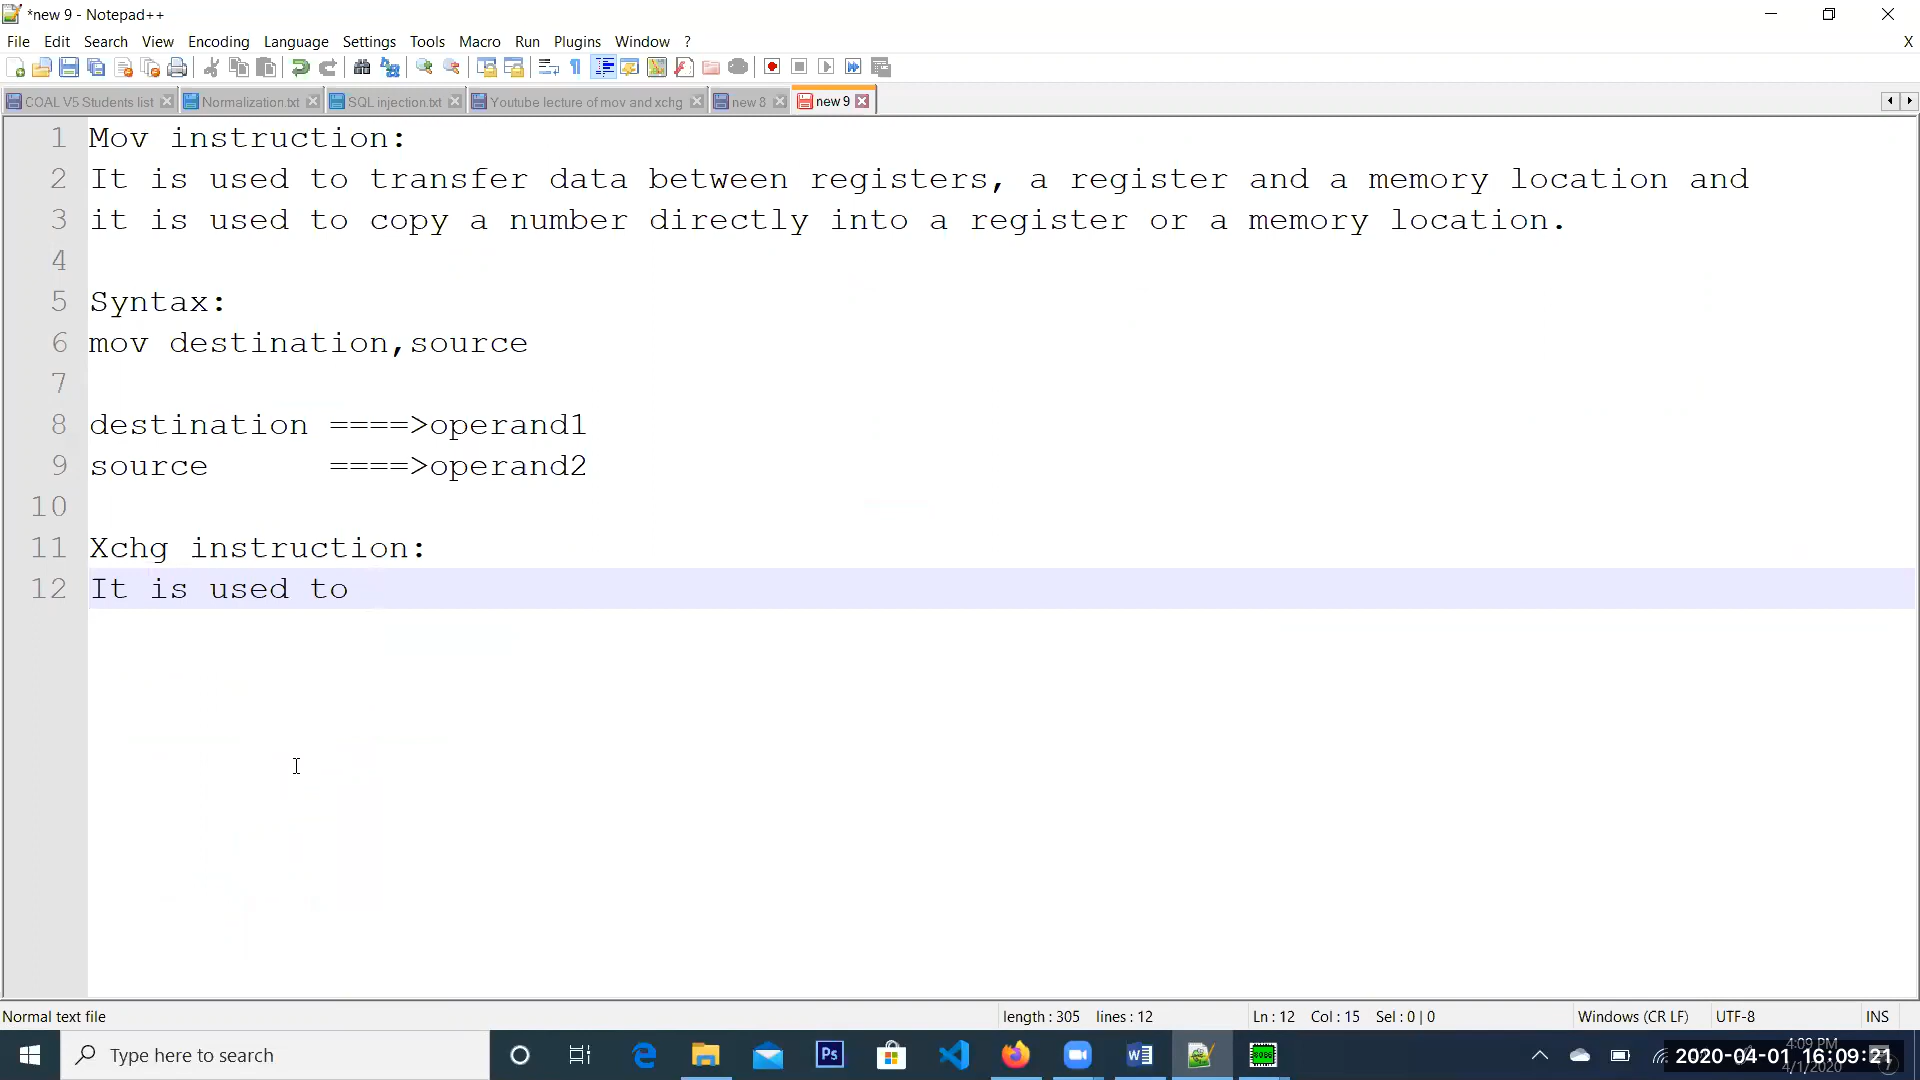 *new 9 - Notepad++
File Edit Search View Encoding Language Settings Tools Macro Run Plugins Window ? X
COAL V5 Students list Normalization.txt SQL injection.txt Youtube lecture of mov and xchg new 8 new 9
1 Mov instruction:
2 It is used to transfer data between registers, a register and a memory location and
3 it is used to copy a number directly into a register or a memory location.
4
5 Syntax:
6 mov destination,source
7
8 destination ====>operand1
9 source ====>operand2
10
11 Xchg instruction:
12 It is used to
Normal text file length : 305 lines : 12 Ln : 12 Col : 15 Sel : 0 | 0 Windows (CR LF) UTF-8 INS
Type here to search
4:09 PM
2020-04-01 16:09:21
4/1/2020